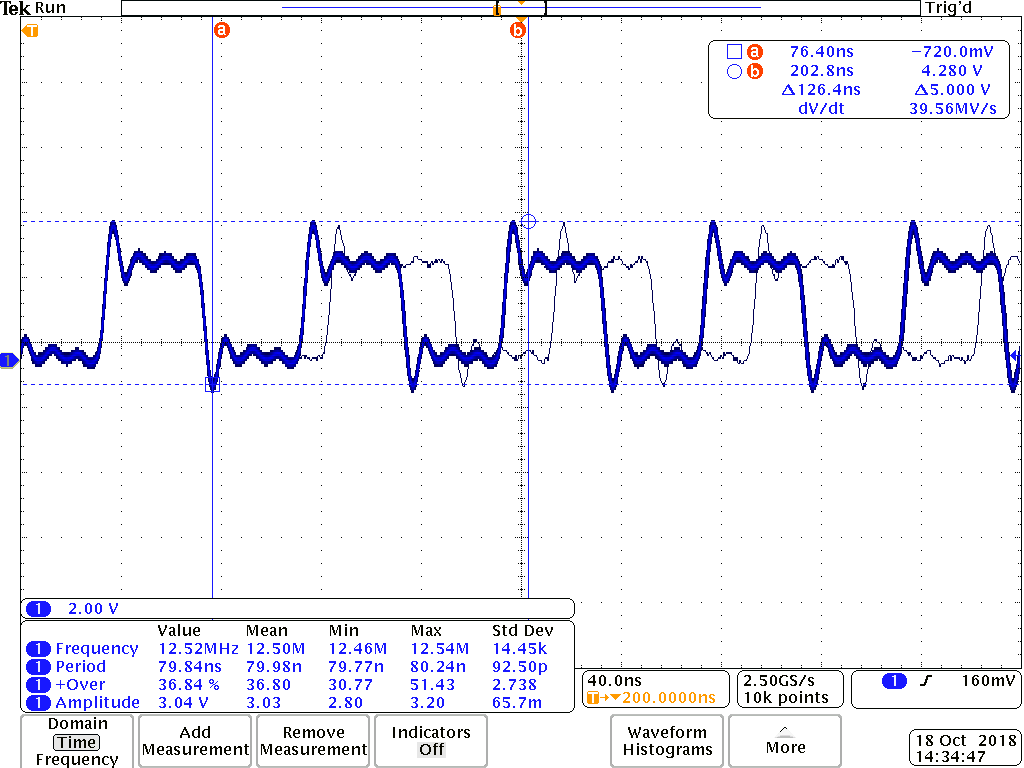 Tek Run Trig'd
T a b
a 76.40ns −720.0mV
b 202.8ns 4.280 V
Δ126.4ns Δ5.000 V
dV/dt 39.56MV/s
1
1 2.00 V
Value Mean Min Max Std Dev
1 Frequency 12.52MHz 12.50M 12.46M 12.54M 14.45k
1 Period 79.84ns 79.98n 79.77n 80.24n 92.50p
1 +Over 36.84 % 36.80 30.77 51.43 2.738
1 Amplitude 3.04 V 3.03 2.80 3.20 65.7m
40.0ns
T→▼200.0000ns
2.50GS/s
10k points
1 160mV
Domain
Time
Frequency
Add
Measurement
Remove
Measurement
Indicators
Off
Waveform
Histograms
More
18 Oct 2018
14:34:47